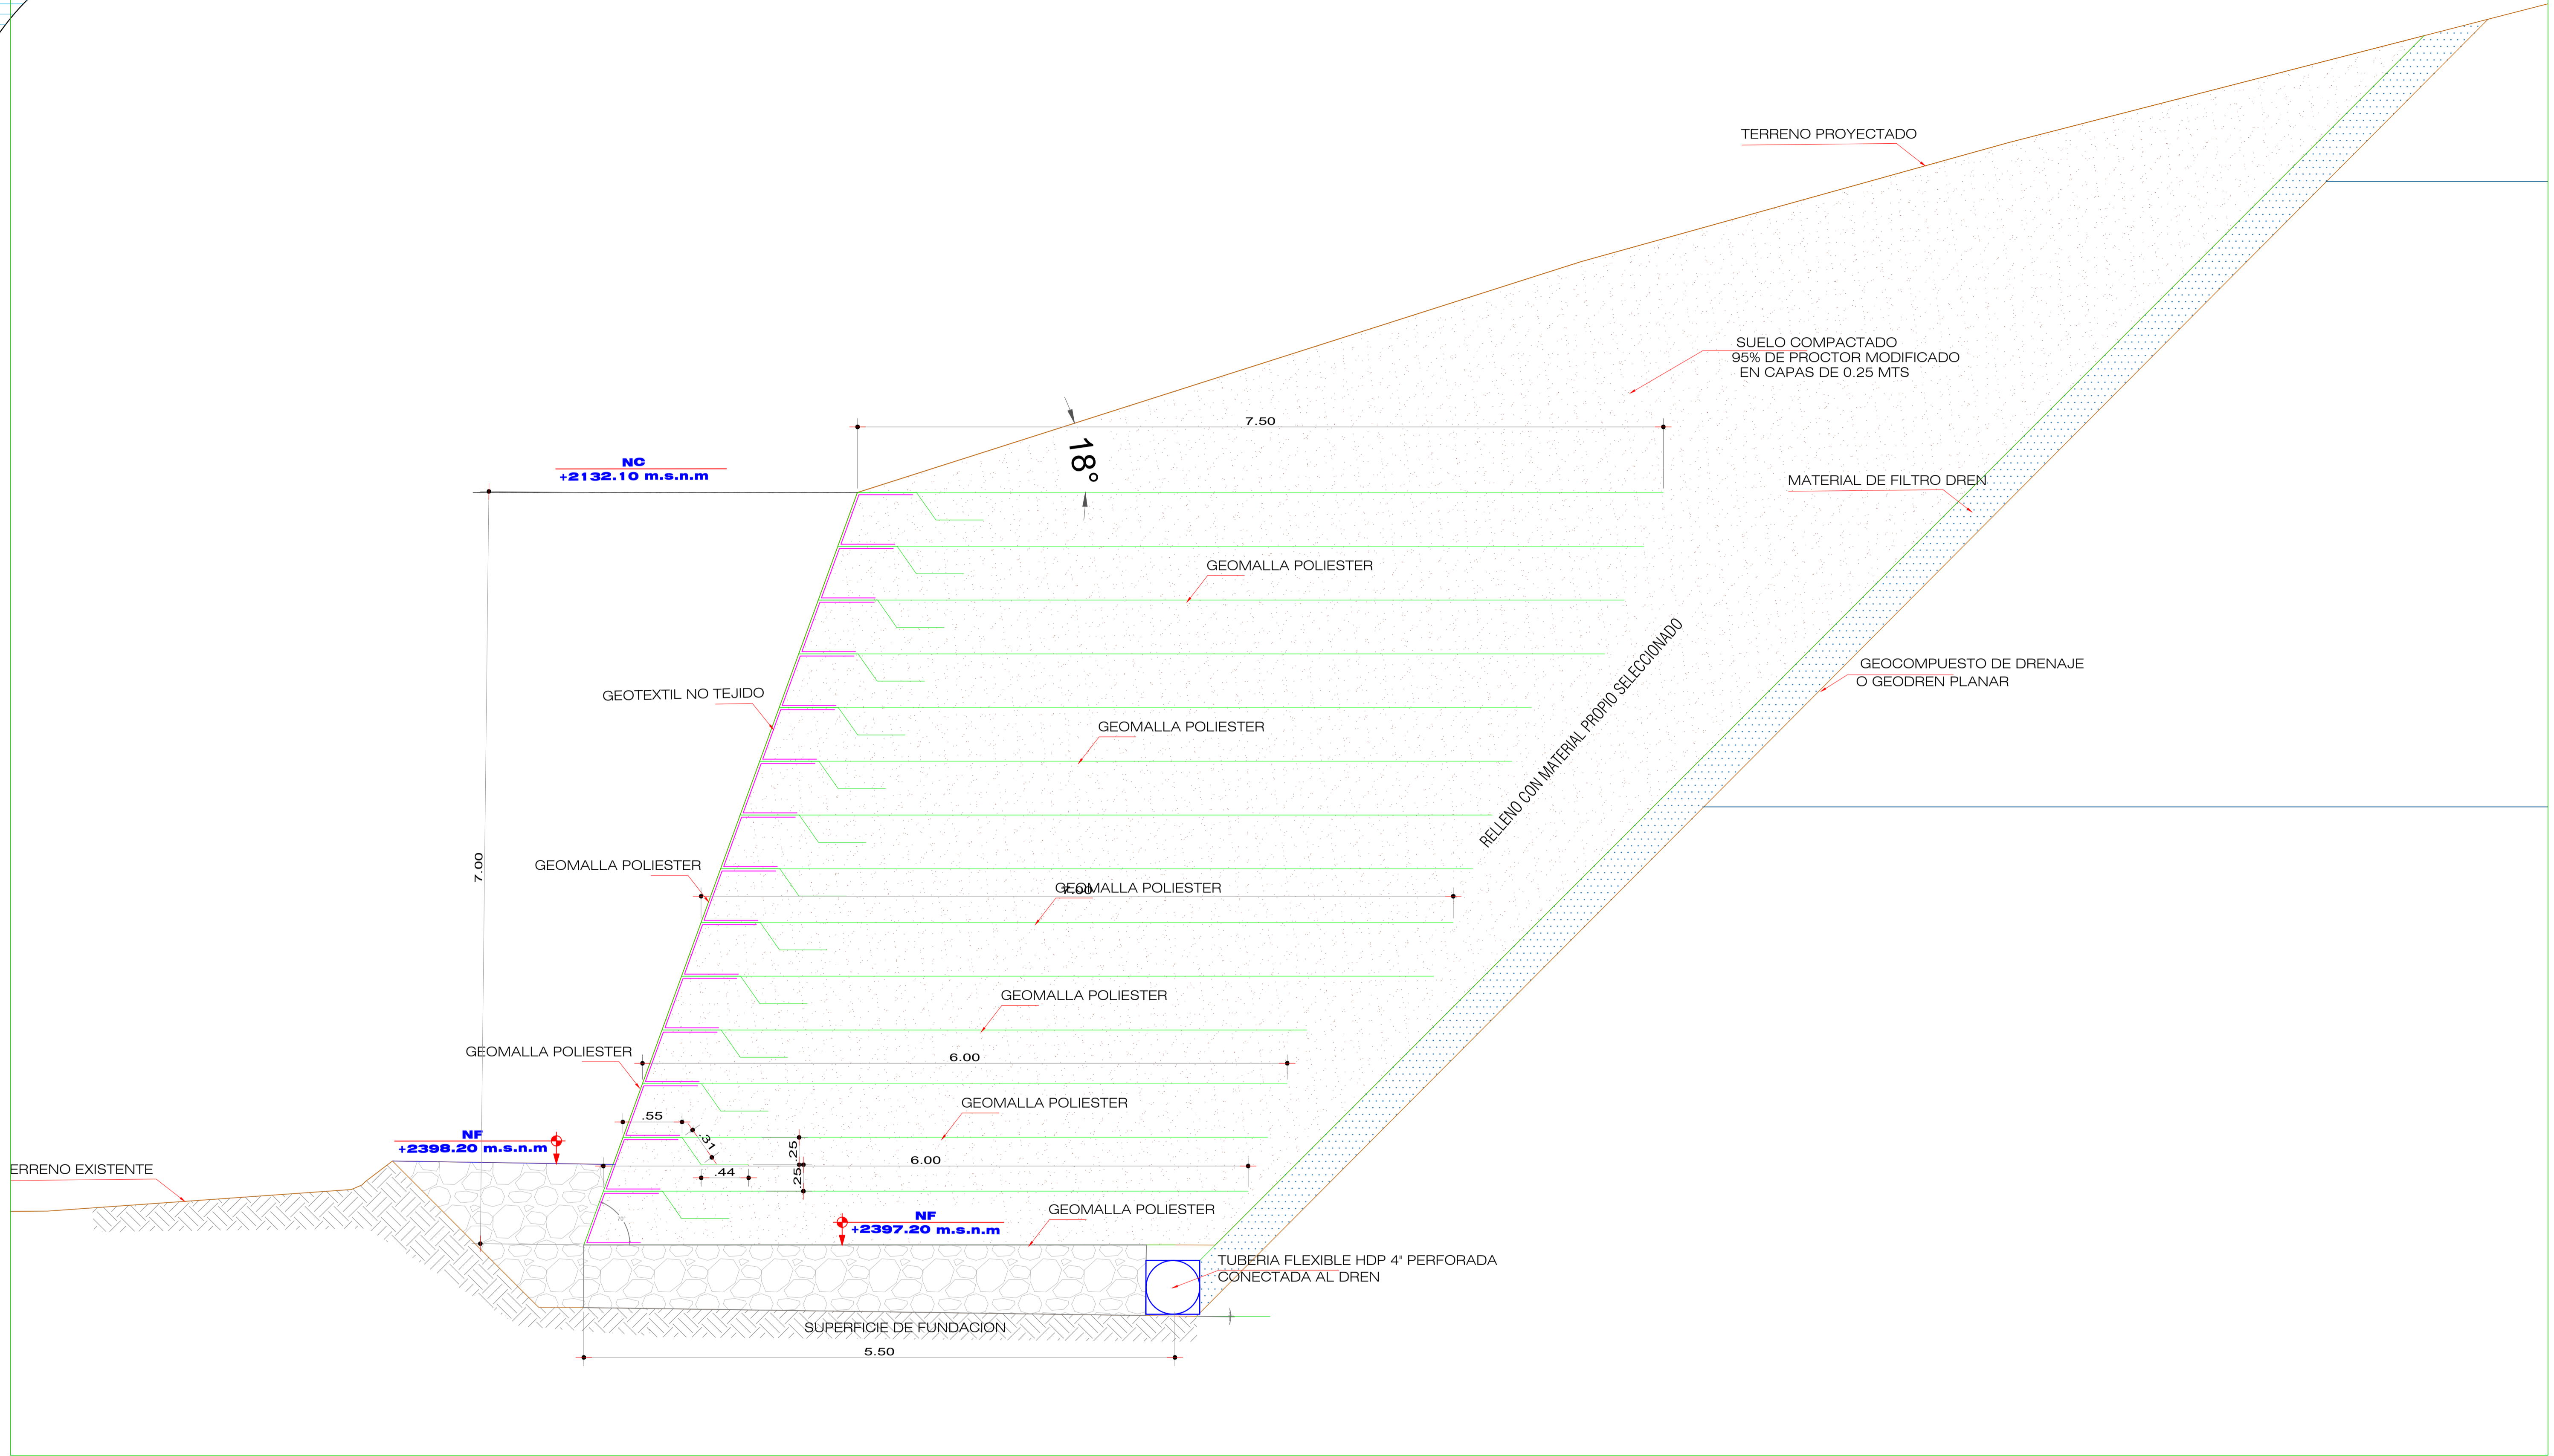 TERRENO PROYECTADO
SUELO COMPACTADO
95% DE PROCTOR MODIFICADO
EN CAPAS DE 0.25 MTS
7.50
18°
NC
+2132.10 m.s.n.m
MATERIAL DE FILTRO DREN
GEOMALLA POLIESTER
RELLENO CON MATERIAL PROPIO SELECCIONADO
GEOCOMPUESTO DE DRENAJE
O GEODREN PLANAR
GEOTEXTIL NO TEJIDO
GEOMALLA POLIESTER
7.00
GEOMALLA POLIESTER
GEOMALLA POLIESTER
7.00
GEOMALLA POLIESTER
GEOMALLA POLIESTER
6.00
GEOMALLA POLIESTER
.55
.31
.25
.25
.44
6.00
NF
+2398.20 m.s.n.m
ERRENO EXISTENTE
70°
NF
+2397.20 m.s.n.m
GEOMALLA POLIESTER
TUBERIA FLEXIBLE HDP 4" PERFORADA
CONECTADA AL DREN
SUPERFICIE DE FUNDACION
5.50